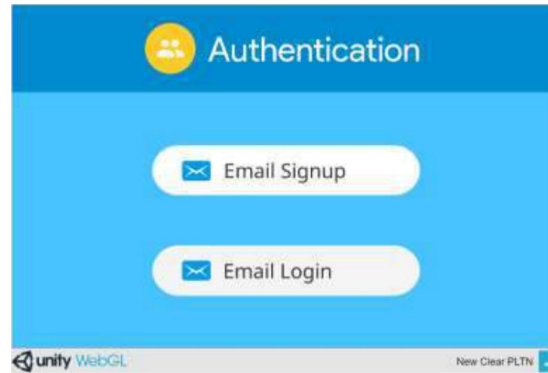 Authentication
Email Signup
Email Login
unity WebGL
New Clear PLTN